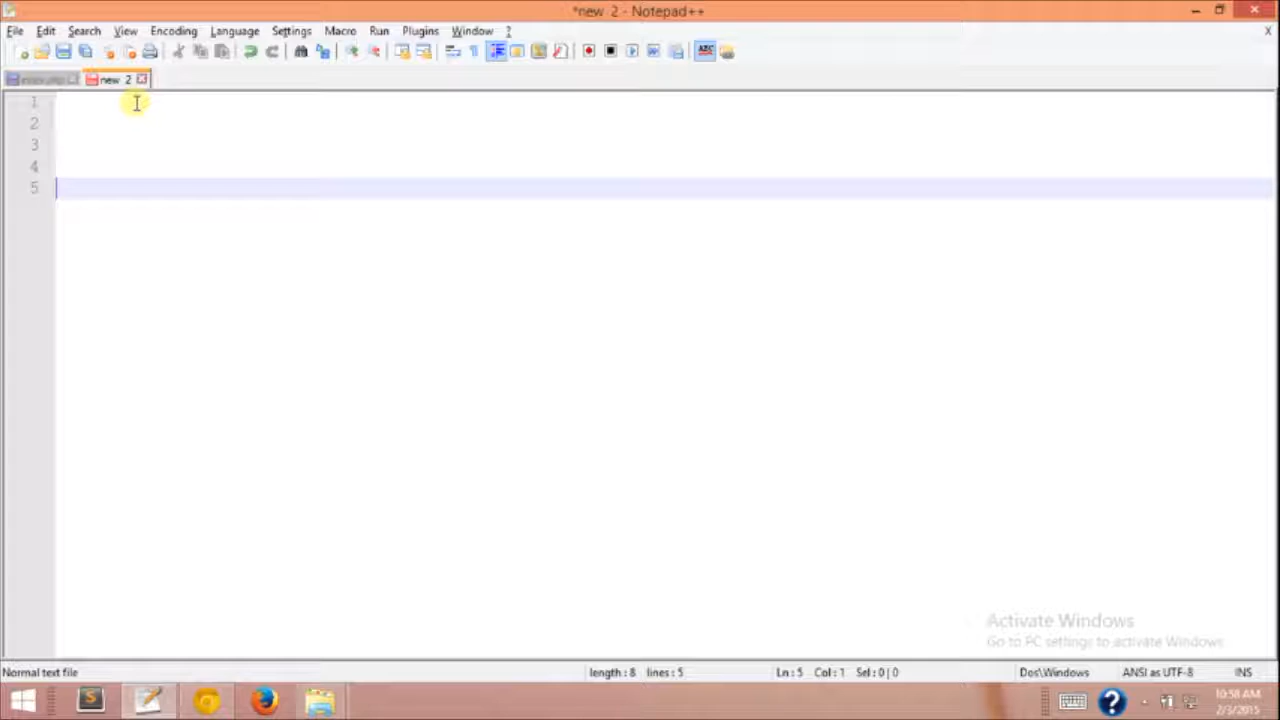 *new 2 - Notepad++
File Edit Search View Encoding Language Settings Macro Run Plugins Window ?
X
ABC
index.php new 2
1
2
3
4
5
Activate Windows
Go to PC settings to activate Windows.
Normal text file length : 8 lines : 5 Ln : 5 Col : 1 Sel : 0 | 0 Dos\Windows ANSI as UTF-8 INS
S ? 10:58 AM
2/3/2015